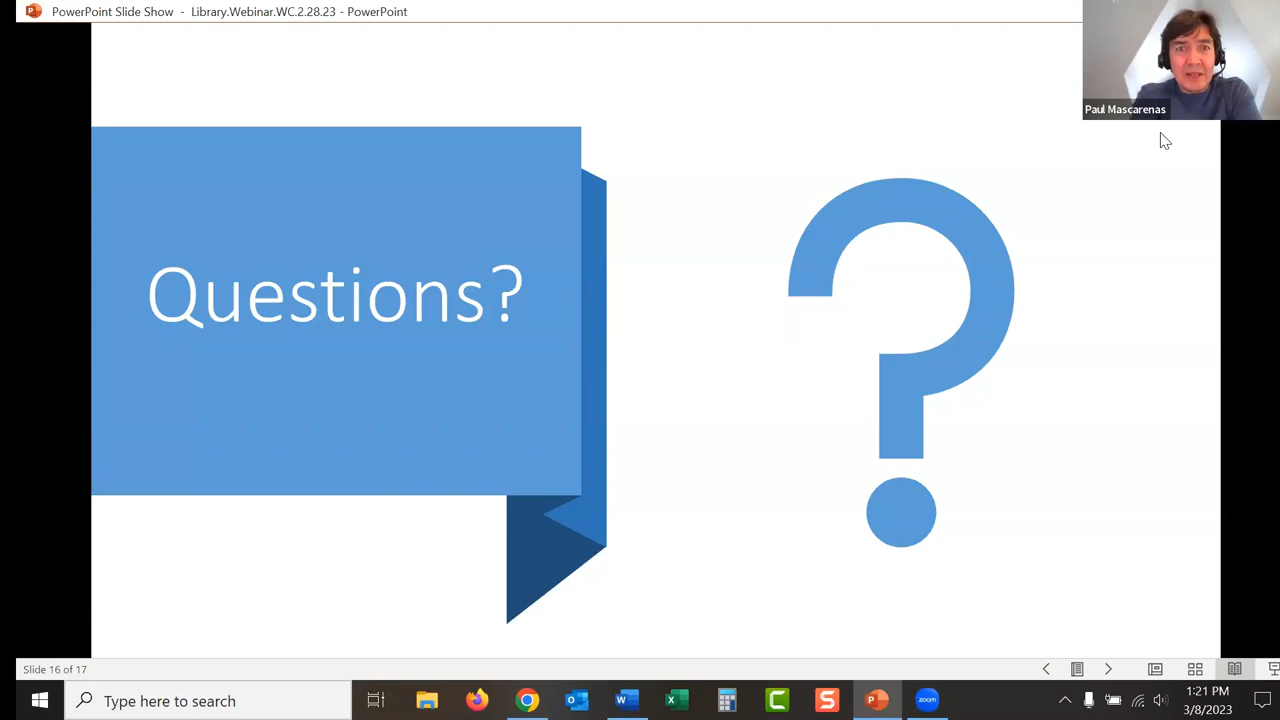 PowerPoint Slide Show - Library.Webinar.WC.2.28.23 - PowerPoint
Paul Mascarenas
Questions?
?
Slide 16 of 17
Type here to search
zoom
1:21 PM
3/8/2023